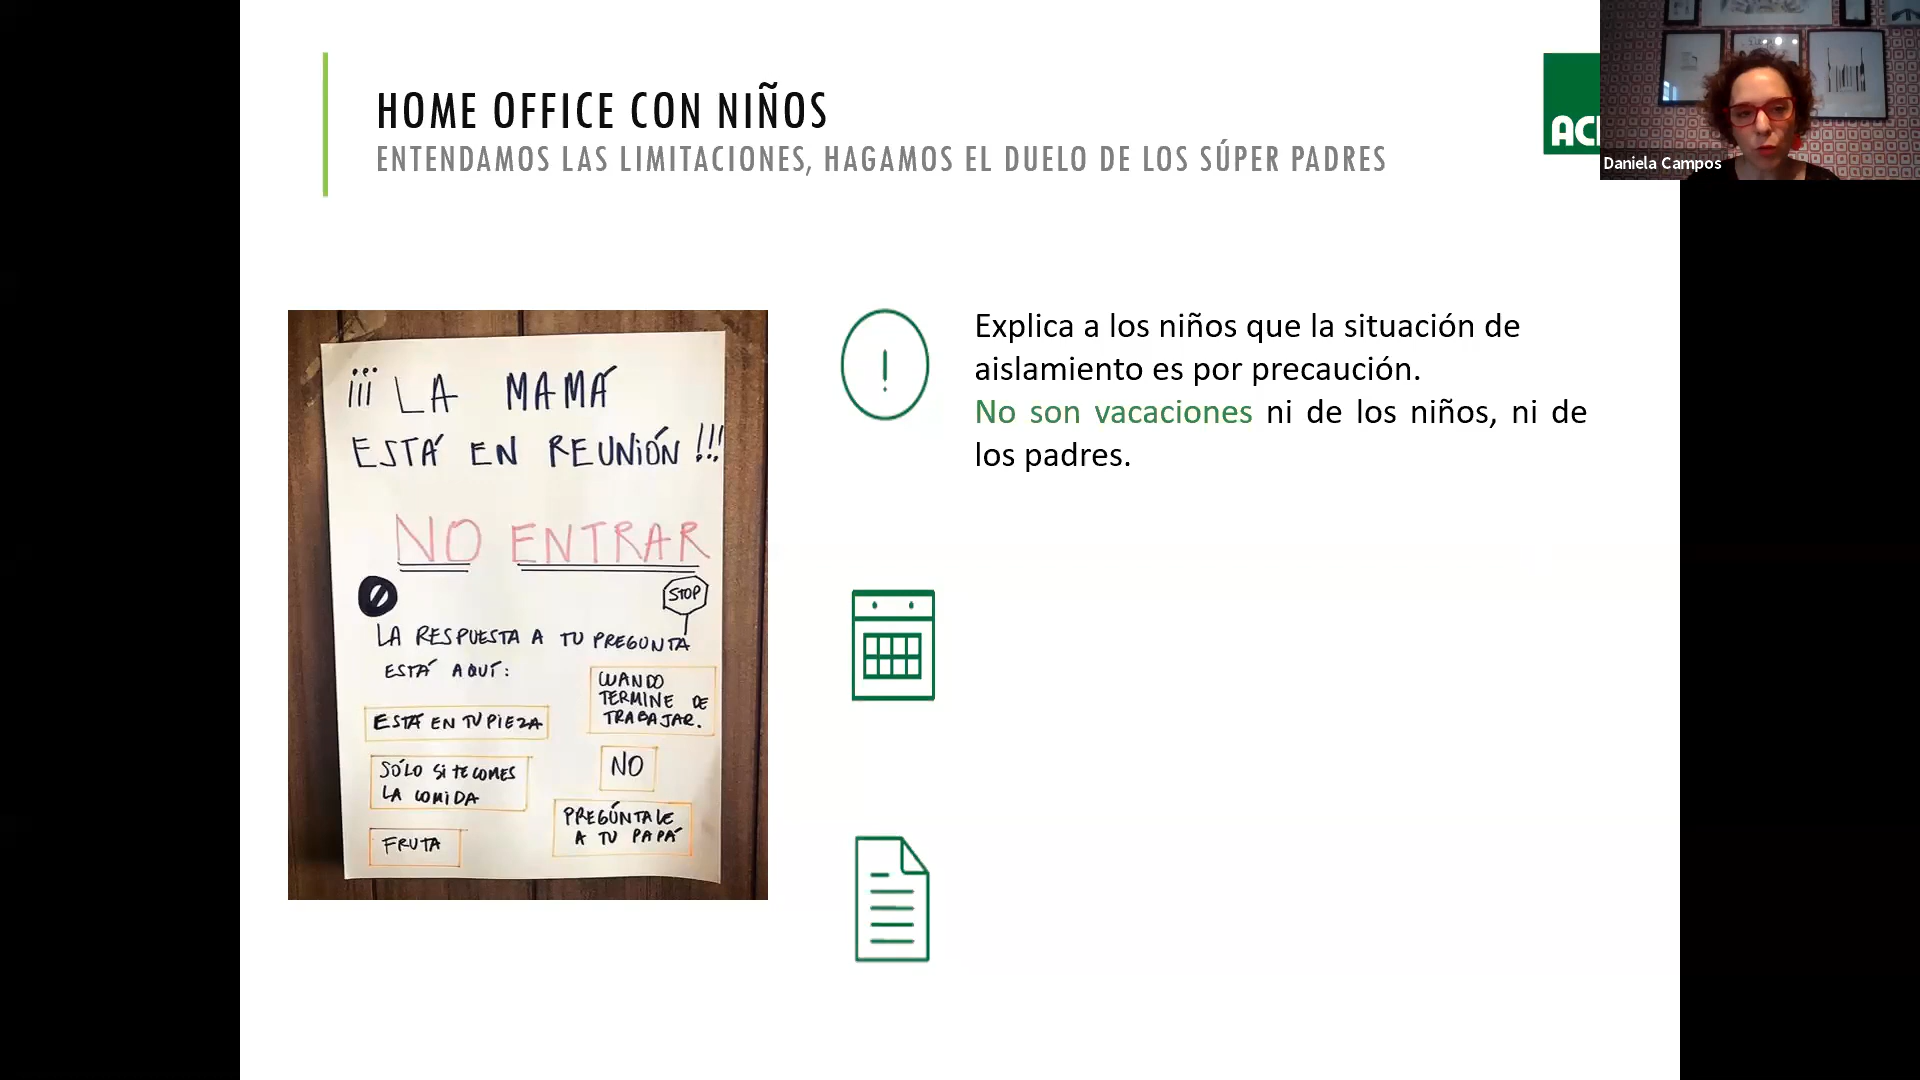 HOME OFFICE CON NIÑOS
ENTENDAMOS LAS LIMITACIONES, HAGAMOS EL DUELO DE LOS SÚPER PADRES
Daniela Campos
¡¡¡ LA MAMÁ
ESTÁ EN REUNIÓN !!!
NO ENTRAR
STOP
LA RESPUESTA A TU PREGUNTA
ESTÁ AQUÍ:
ESTÁ EN TU PIEZA
SÓLO SI TE COMES
LA COMIDA
FRUTA
CUANDO
TERMINE DE
TRABAJAR.
NO
PREGÚNTALE
A TU PAPÁ
Explica a los niños que la situación de
aislamiento es por precaución.
No son vacaciones ni de los niños, ni de
los padres.